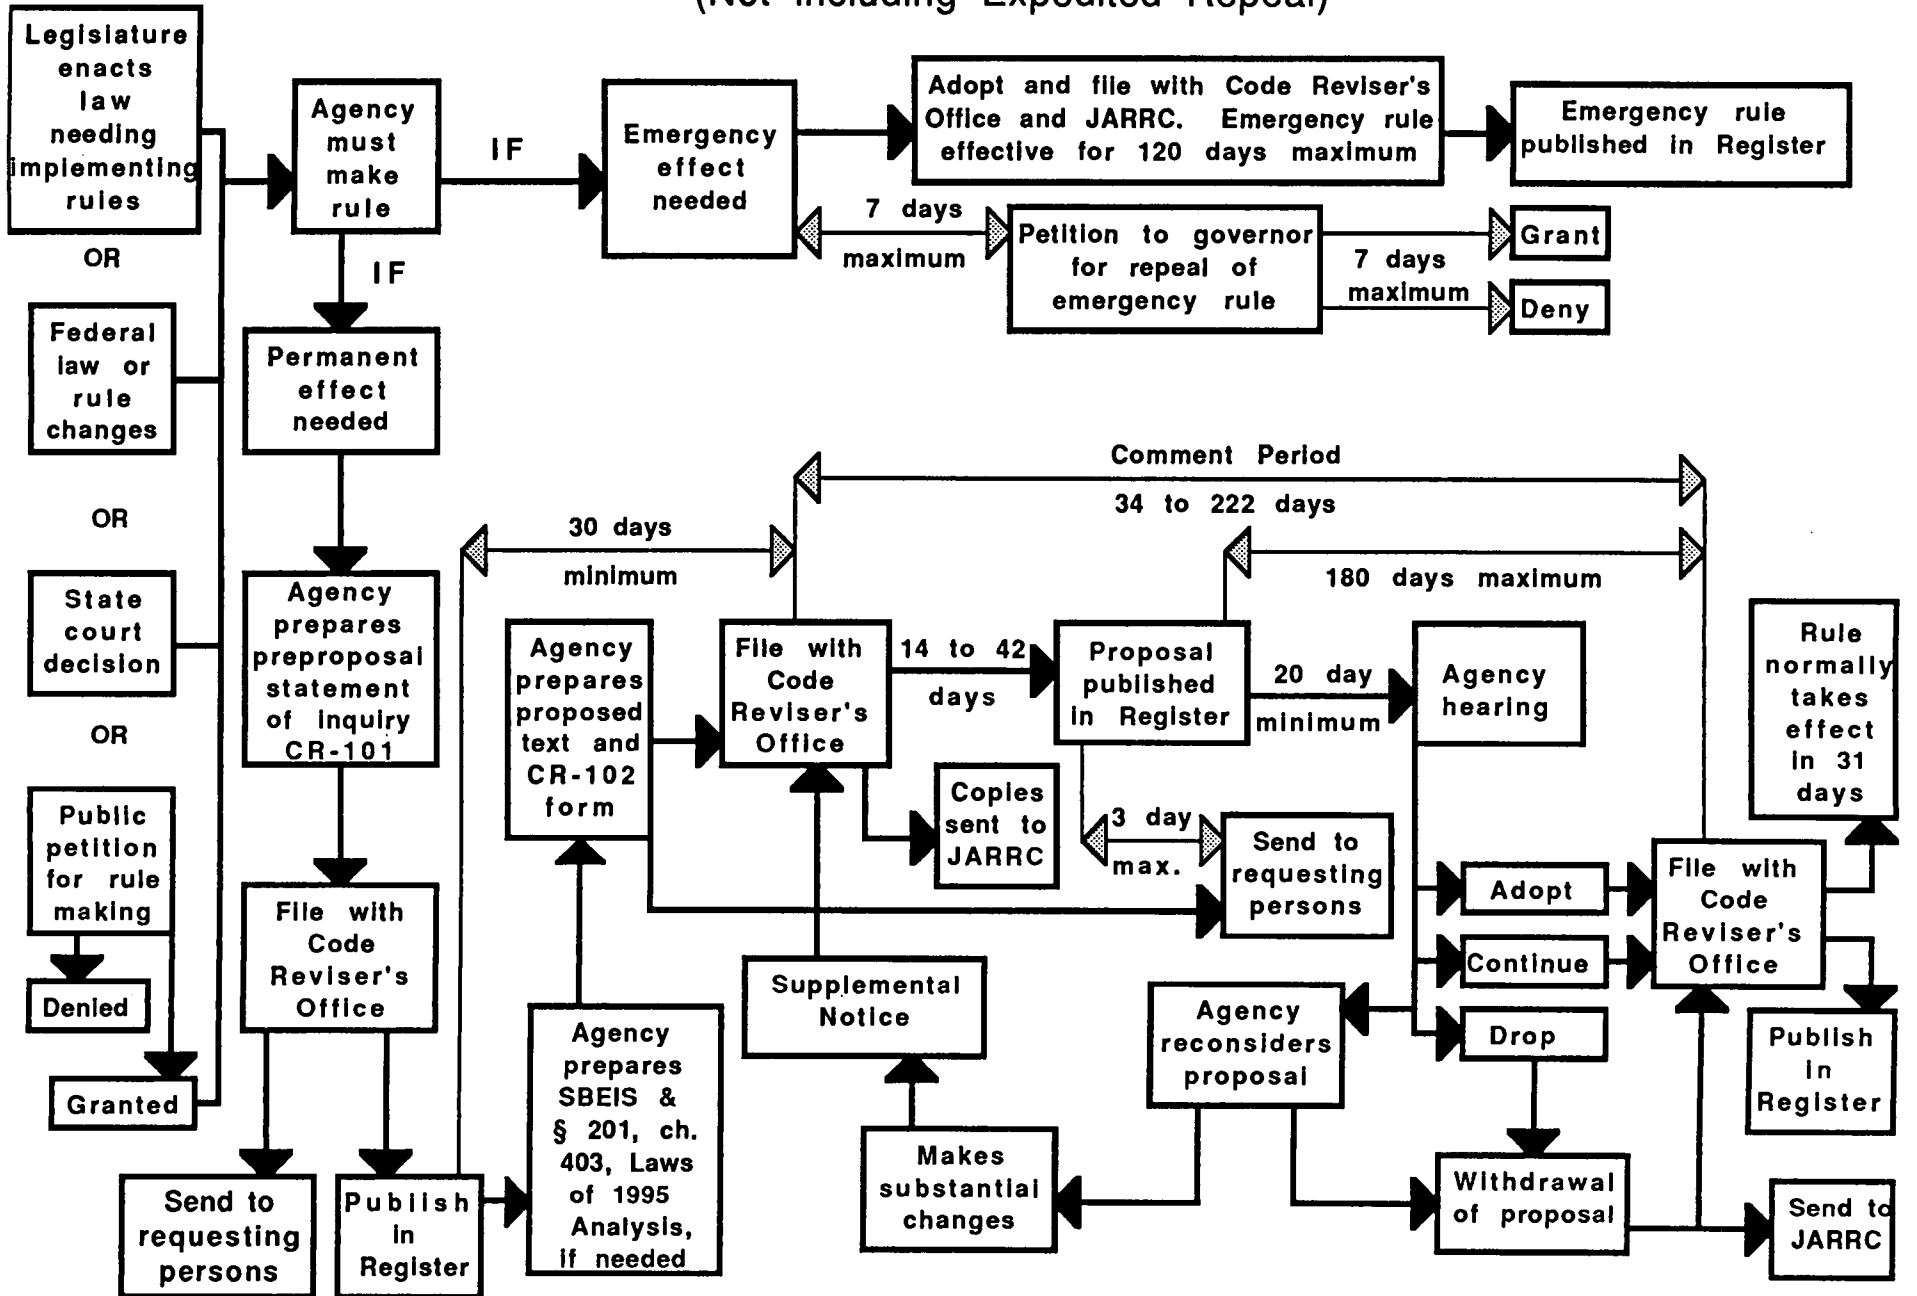 (Not Including Expedited Repeal)
Legislature
enacts
law
needing
implementing
rules
OR
Federal
law or
rule
changes
OR
State
court
decision
OR
Public
petition
for rule
making
Denied
Granted
Agency
must
make
rule
IF
IF
Emergency
effect
needed
Adopt and file with Code Reviser's
Office and JARRC. Emergency rule
effective for 120 days maximum
Emergency rule
published in Register
7 days
maximum
Petition to governor
for repeal of
emergency rule
7 days
maximum
Grant
Deny
Permanent
effect
needed
Agency
prepares
preproposal
statement
of inquiry
CR-101
File with
Code
Reviser's
Office
Send to
requesting
persons
Publish
in
Register
30 days
minimum
Agency
prepares
SBEIS &
§ 201, ch.
403, Laws
of 1995
Analysis,
if needed
Agency
prepares
proposed
text and
CR-102
form
File with
Code
Reviser's
Office
Comment Period
34 to 222 days
14 to 42
days
Copies
sent to
JARRC
Proposal
published
in Register
180 days maximum
20 day
minimum
3 day
max.
Send to
requesting
persons
Agency
hearing
Adopt
Continue
Drop
Agency
reconsiders
proposal
Makes
substantial
changes
Supplemental
Notice
Withdrawal
of proposal
Send to
JARRC
File with
Code
Reviser's
Office
Rule
normally
takes
effect
in 31
days
Publish
in
Register